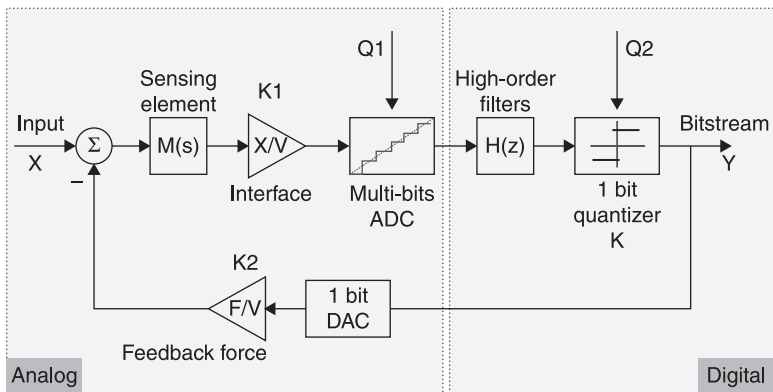 Q1
Q2
Sensing
element
K1
High-order
filters
Input
X
Σ
−
M(s)
X/V
H(z)
Bitstream
Y
Interface
Multi-bits
ADC
1 bit
quantizer
K
K2
F/V
1 bit
DAC
Feedback force
Analog
Digital